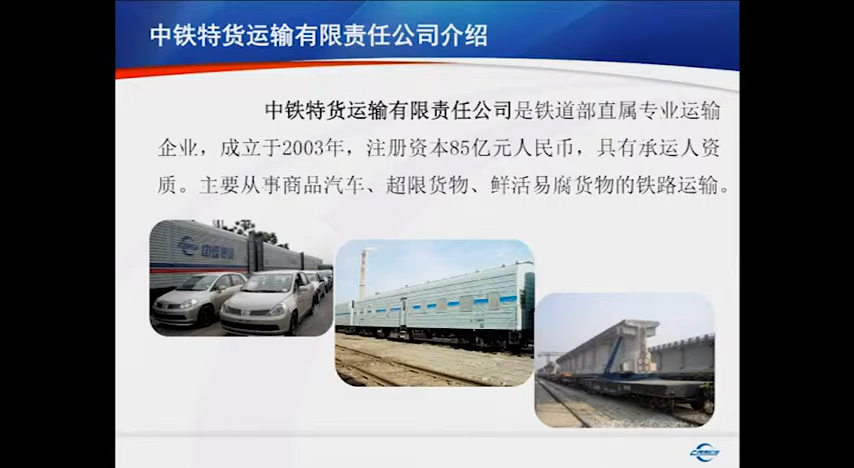 中铁特货运输有限责任公司介绍
中铁特货运输有限责任公司是铁道部直属专业运输
企业，成立于2003年，注册资本85亿元人民币，具有承运人资
质。主要从事商品汽车、超限货物、鲜活易腐货物的铁路运输。
中铁特货